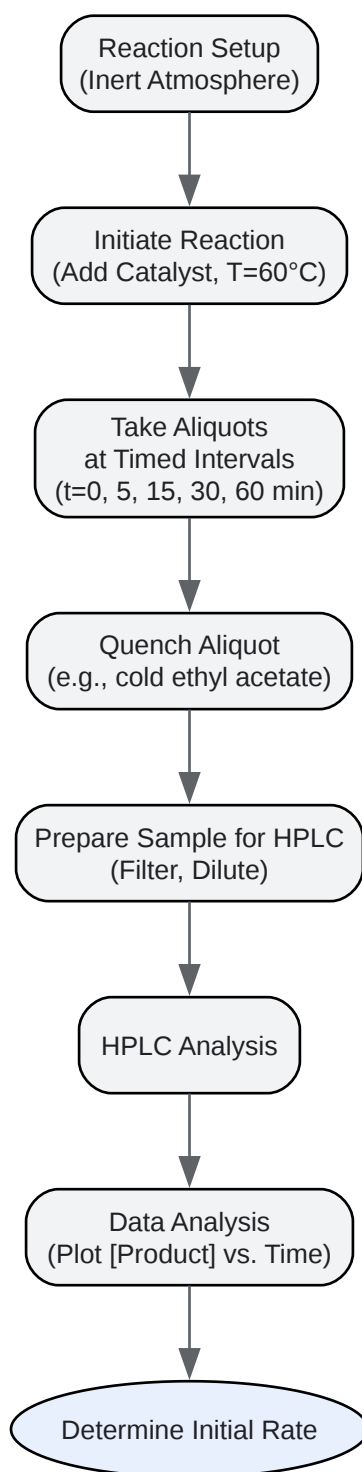 Reaction Setup
(Inert Atmosphere)
Initiate Reaction
(Add Catalyst, T=60°C)
Take Aliquots
at Timed Intervals
(t=0, 5, 15, 30, 60 min)
Quench Aliquot
(e.g., cold ethyl acetate)
Prepare Sample for HPLC
(Filter, Dilute)
HPLC Analysis
Data Analysis
(Plot [Product] vs. Time)
Determine Initial Rate